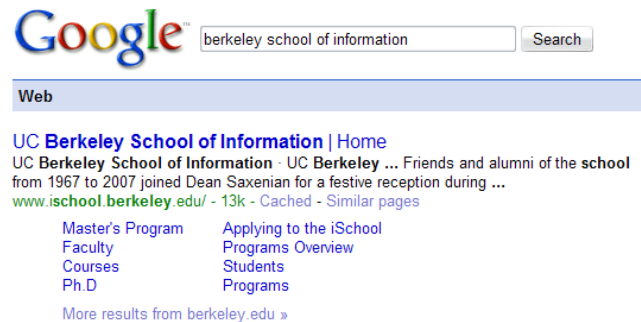 Google™ berkeley school of information Search
Web
UC Berkeley School of Information | Home
UC Berkeley School of Information · UC Berkeley ... Friends and alumni of the school
from 1967 to 2007 joined Dean Saxenian for a festive reception during ...
www.ischool.berkeley.edu/ - 13k - Cached - Similar pages
Master's Program Applying to the iSchool
Faculty Programs Overview
Courses Students
Ph.D Programs
More results from berkeley.edu »